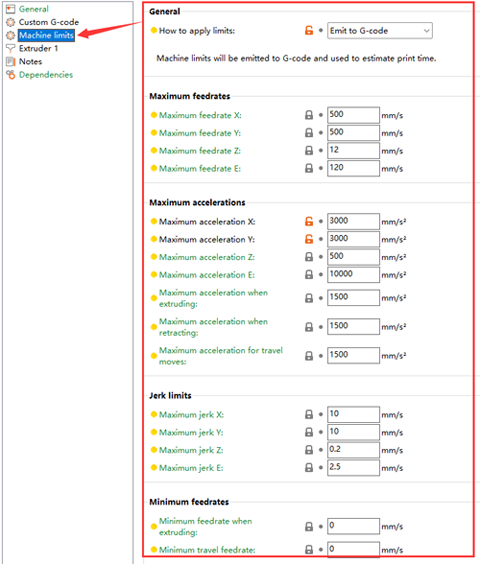 General
Custom G-code
Machine limits
Extruder 1
Notes
Dependencies
General
How to apply limits: Emit to G-code
Machine limits will be emitted to G-code and used to estimate print time.
Maximum feedrates
Maximum feedrate X: 500 mm/s
Maximum feedrate Y: 500 mm/s
Maximum feedrate Z: 12 mm/s
Maximum feedrate E: 120 mm/s
Maximum accelerations
Maximum acceleration X: 3000 mm/s²
Maximum acceleration Y: 3000 mm/s²
Maximum acceleration Z: 500 mm/s²
Maximum acceleration E: 10000 mm/s²
Maximum acceleration when
extruding: 1500 mm/s²
Maximum acceleration when
retracting: 1500 mm/s²
Maximum acceleration for travel
moves: 1500 mm/s²
Jerk limits
Maximum jerk X: 10 mm/s
Maximum jerk Y: 10 mm/s
Maximum jerk Z: 0.2 mm/s
Maximum jerk E: 2.5 mm/s
Minimum feedrates
Minimum feedrate when
extruding: 0 mm/s
Minimum travel feedrate: 0 mm/s